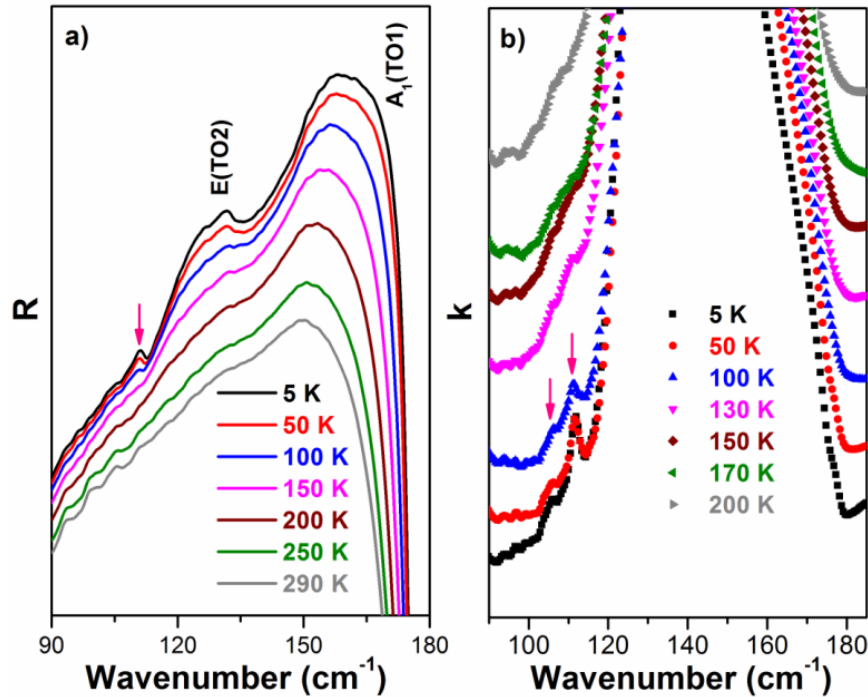 a)
R
E(TO2)
A₁(TO1)
5 K
50 K
100 K
150 K
200 K
250 K
290 K
90 120 150 180
Wavenumber (cm⁻¹)
b)
k
5 K
50 K
100 K
130 K
150 K
170 K
200 K
100 120 140 160 180
Wavenumber (cm⁻¹)